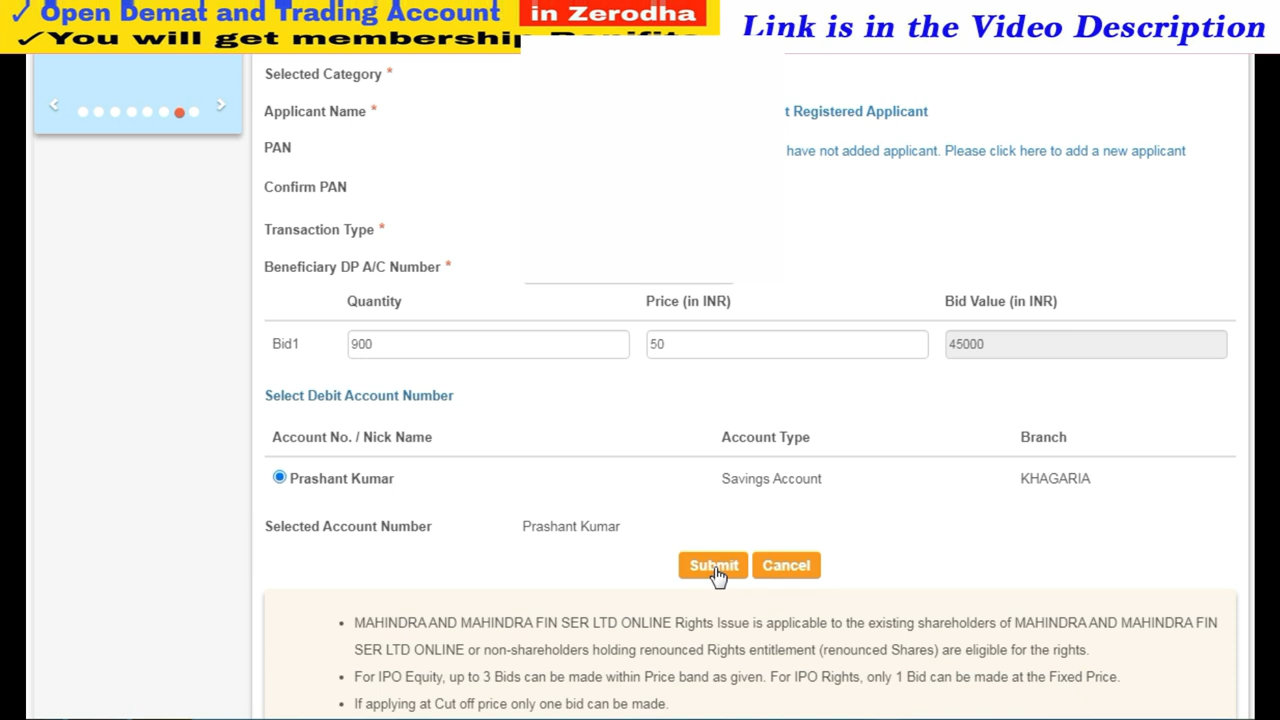 ✓ Open Demat and Trading Account in Zerodha
✓You will get membership Benifits
Link is in the Video Description
Selected Category *
Applicant Name *
t Registered Applicant
PAN
have not added applicant. Please click here to add a new applicant
Confirm PAN
Transaction Type *
Beneficiary DP A/C Number *
Quantity Price (in INR) Bid Value (in INR)
Bid1 900 50 45000
Select Debit Account Number
Account No. / Nick Name Account Type Branch
Prashant Kumar Savings Account KHAGARIA
Selected Account Number Prashant Kumar
Submit Cancel
• MAHINDRA AND MAHINDRA FIN SER LTD ONLINE Rights Issue is applicable to the existing shareholders of MAHINDRA AND MAHINDRA FIN
SER LTD ONLINE or non-shareholders holding renounced Rights entitlement (renounced Shares) are eligible for the rights.
• For IPO Equity, up to 3 Bids can be made within Price band as given. For IPO Rights, only 1 Bid can be made at the Fixed Price.
• If applying at Cut off price only one bid can be made.